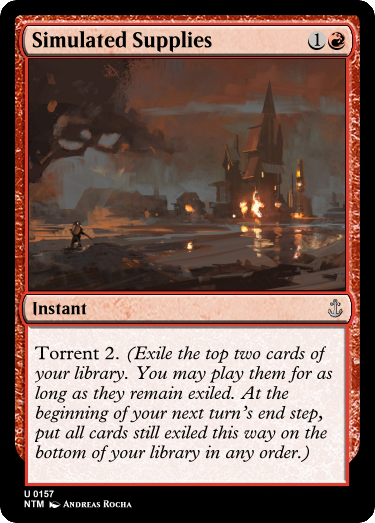 Simulated Supplies 1
Instant
Torrent 2. (Exile the top two cards of
your library. You may play them for as
long as they remain exiled. At the
beginning of your next turn's end step,
put all cards still exiled this way on the
bottom of your library in any order.)
U 0157
NTM Andreas Rocha